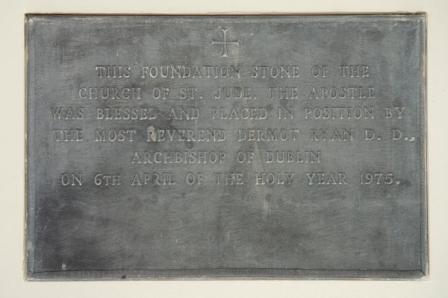 THIS FOUNDATION STONE OF THE
CHURCH OF ST. JUDE, THE APOSTLE
WAS BLESSED AND PLACED IN POSITION BY
THE MOST REVEREND DERMOT RYAN D. D.,
ARCHBISHOP OF DUBLIN
ON 6TH APRIL OF THE HOLY YEAR 1975.